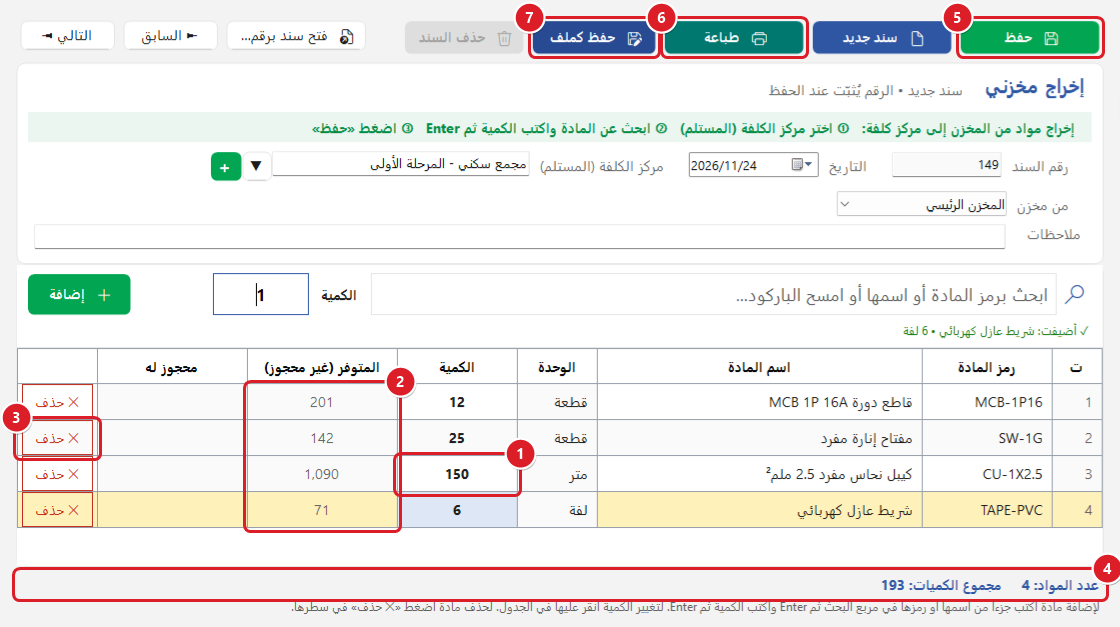 7 6 5
حفظ سند جديد طباعة حفظ كملف حذف السند فتح سند برقم... السابق التالي
إخراج مخزني سند جديد • الرقم يُثبّت عند الحفظ
إخراج مواد من المخزن إلى مركز كلفة: ① اختر مركز الكلفة (المستلم) ② ابحث عن المادة واكتب الكمية ثم Enter ③ اضغط «حفظ»
رقم السند 149 التاريخ 2026/11/24 مركز الكلفة (المستلم) مجمع سكني - المرحلة الأولى ▼ +
من مخزن المخزن الرئيسي
ملاحظات
ابحث برمز المادة أو اسمها أو امسح الباركود... الكمية 1 + إضافة
✓ أضيفت: شريط عازل كهربائي • 6 لفة
ت رمز المادة اسم المادة الوحدة الكمية المتوفر (غير محجوز) محجوز له
2
1 MCB-1P16 قاطع دورة MCB 1P 16A قطعة 12 201 ✕ حذف
3
2 SW-1G مفتاح إنارة مفرد قطعة 25 142 ✕ حذف
1
3 CU-1X2.5 كيبل نحاس مفرد 2.5 ملم² متر 150 1,090 ✕ حذف
4 TAPE-PVC شريط عازل كهربائي لفة 6 71 ✕ حذف
4
عدد المواد: 4 مجموع الكميات: 193
لإضافة مادة اكتب جزءاً من اسمها أو رمزها في مربع البحث ثم Enter واكتب الكمية ثم Enter. لتغيير الكمية انقر عليها في الجدول. لحذف مادة اضغط «✕ حذف» في سطرها.